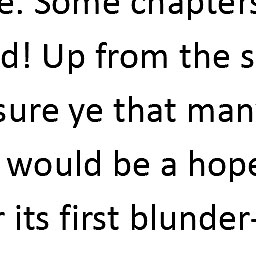 e. Some chapters
d! Up from the s
sure ye that man
would be a hope
r its first blunder-